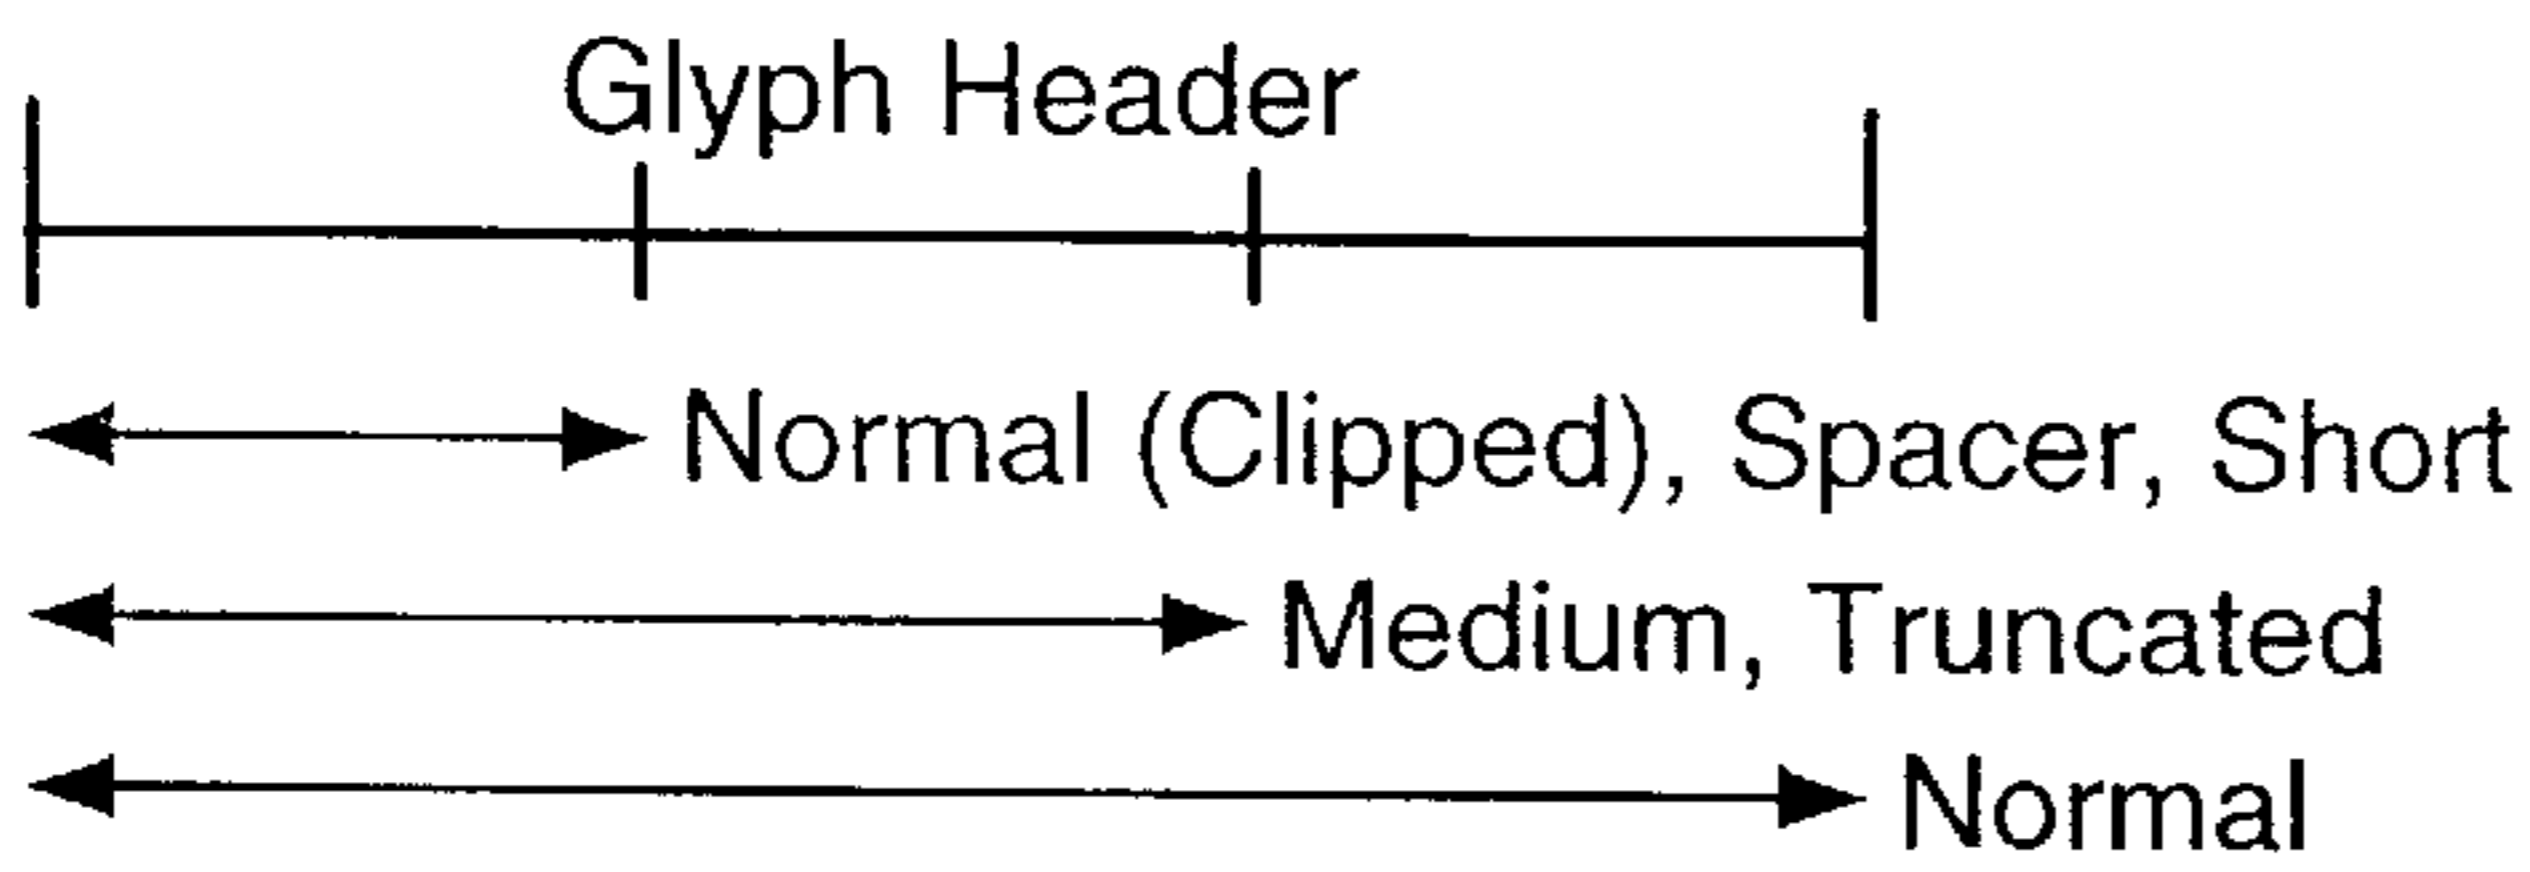 Glyph Header
Normal (Clipped), Spacer, Short
Medium, Truncated
Normal